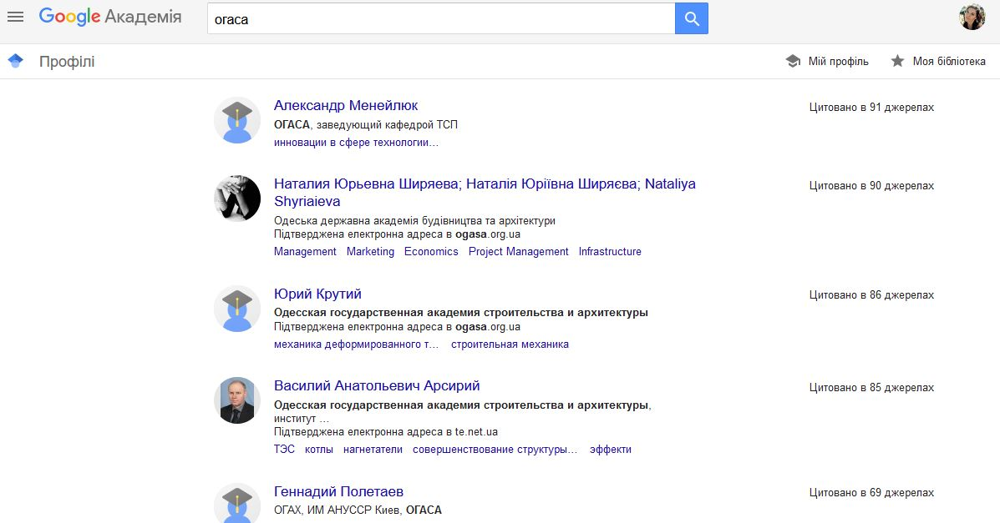 Google Академія
огаса
Профілі
Мій профіль
Моя бібліотека
Александр Менейлюк
Цитовано в 91 джерелах
ОГАСА, заведующий кафедрой ТСП
инновации в сфере технологии…
Наталия Юрьевна Ширяева; Наталія Юріївна Ширяєва; Nataliya
Shyriaieva
Цитовано в 90 джерелах
Одеська державна академія будівництва та архітектури
Підтверджена електронна адреса в ogasa.org.ua
Management Marketing Economics Project Management Infrastructure
Юрий Крутий
Цитовано в 86 джерелах
Одесская государственная академия строительства и архитектуры
Підтверджена електронна адреса в ogasa.org.ua
механика деформированного т… строительная механика
Василий Анатольевич Арсирий
Цитовано в 85 джерелах
Одесская государственная академия строительства и архитектуры,
институт …
Підтверджена електронна адреса в te.net.ua
ТЭС котлы нагнетатели совершенствование структуры… эффекти
Геннадий Полетаев
Цитовано в 69 джерелах
ОГАХ, ИМ АНУССР Киев, ОГАСА